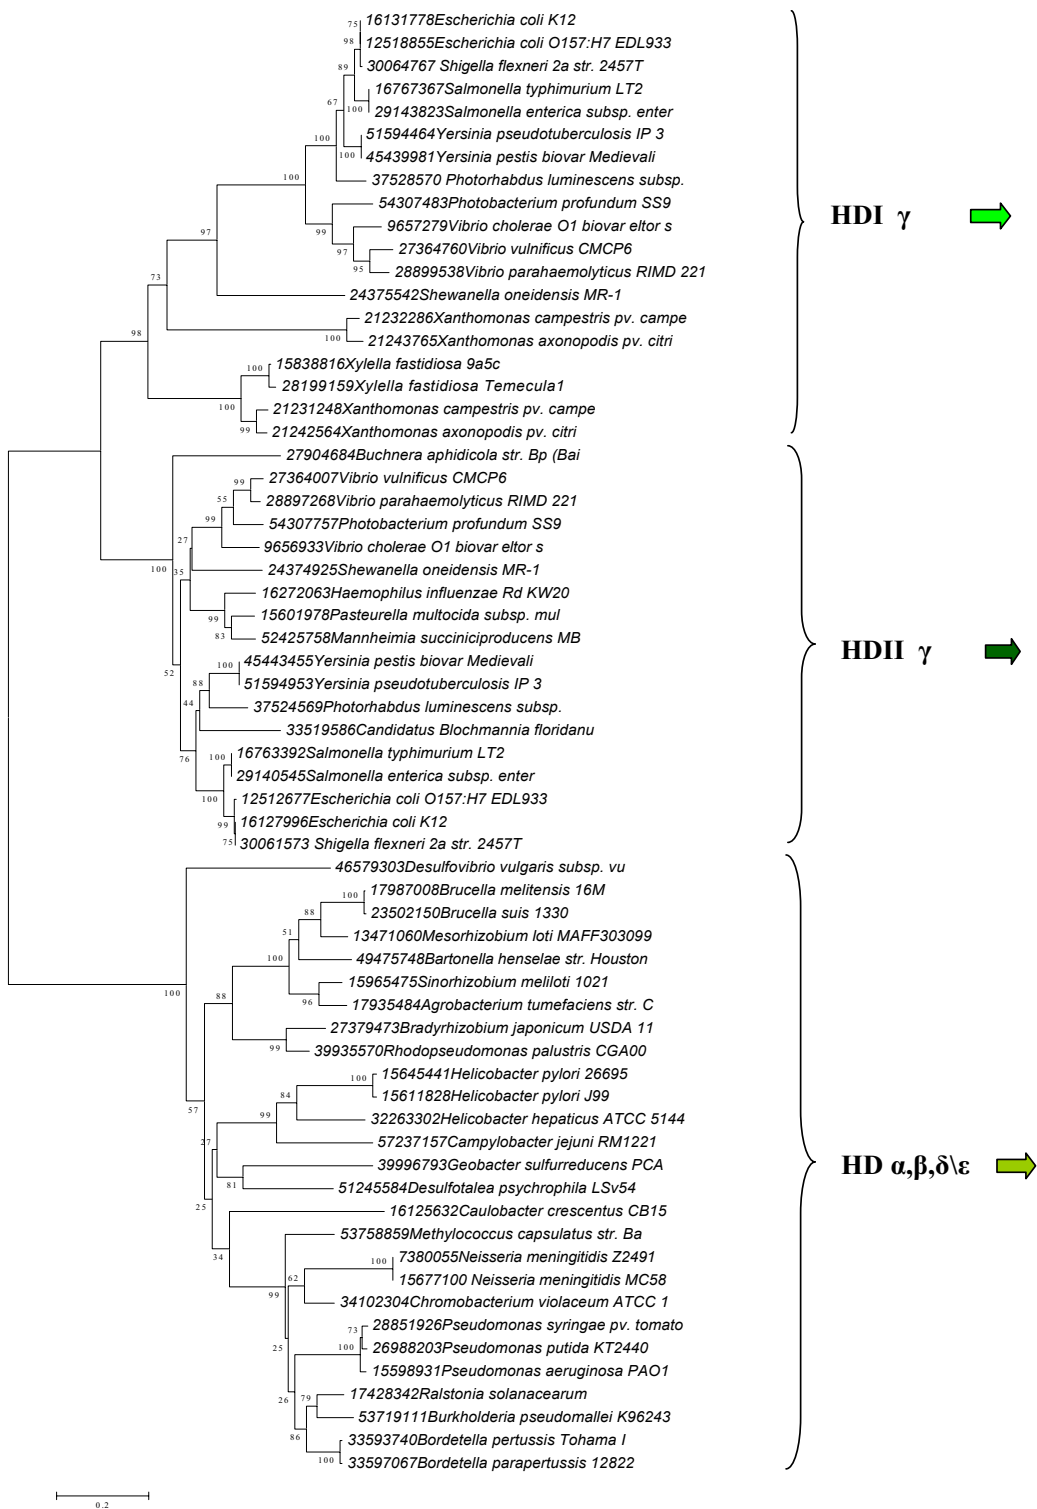 16131778Escherichia coli K12
75
98
12518855Escherichia coli O157:H7 EDL933
30064767 Shigella flexneri 2a str. 2457T
89
16767367Salmonella typhimurium LT2
67
100
29143823Salmonella enterica subsp. enter
51594464Yersinia pseudotuberculosis IP 3
100
100
45439981Yersinia pestis biovar Medievali
100
37528570 Photorhabdus luminescens subsp.
54307483Photobacterium profundum SS9
HDI γ
99
9657279Vibrio cholerae O1 biovar eltor s
97
97
27364760Vibrio vulnificus CMCP6
95
28899538Vibrio parahaemolyticus RIMD 221
73
24375542Shewanella oneidensis MR-1
21232286Xanthomonas campestris pv. campe
98
100
21243765Xanthomonas axonopodis pv. citri
15838816Xylella fastidiosa 9a5c
100
28199159Xylella fastidiosa Temecula1
100
21231248Xanthomonas campestris pv. campe
99
21242564Xanthomonas axonopodis pv. citri
27904684Buchnera aphidicola str. Bp (Bai
27364007Vibrio vulnificus CMCP6
99
55
28897268Vibrio parahaemolyticus RIMD 221
99
54307757Photobacterium profundum SS9
27
9656933Vibrio cholerae O1 biovar eltor s
100
35
24374925Shewanella oneidensis MR-1
16272063Haemophilus influenzae Rd KW20
99
15601978Pasteurella multocida subsp. mul
83
52425758Mannheimia succiniciproducens MB
HDII γ
45443455Yersinia pestis biovar Medievali
100
52
88
51594953Yersinia pseudotuberculosis IP 3
44
37524569Photorhabdus luminescens subsp.
33519586Candidatus Blochmannia floridanu
76
16763392Salmonella typhimurium LT2
100
29140545Salmonella enterica subsp. enter
100
12512677Escherichia coli O157:H7 EDL933
99
16127996Escherichia coli K12
75
30061573 Shigella flexneri 2a str. 2457T
46579303Desulfovibrio vulgaris subsp. vu
17987008Brucella melitensis 16M
100
88
23502150Brucella suis 1330
51
13471060Mesorhizobium loti MAFF303099
100
49475748Bartonella henselae str. Houston
15965475Sinorhizobium meliloti 1021
100
88
96
17935484Agrobacterium tumefaciens str. C
27379473Bradyrhizobium japonicum USDA 11
99
39935570Rhodopseudomonas palustris CGA00
15645441Helicobacter pylori 26695
100
84
15611828Helicobacter pylori J99
57
99
32263302Helicobacter hepaticus ATCC 5144
27
57237157Campylobacter jejuni RM1221
39996793Geobacter sulfurreducens PCA
HD α,β,δ\ε
81
51245584Desulfotalea psychrophila LSv54
25
16125632Caulobacter crescentus CB15
53758859Methylococcus capsulatus str. Ba
34
7380055Neisseria meningitidis Z2491
100
62
15677100 Neisseria meningitidis MC58
99
34102304Chromobacterium violaceum ATCC 1
28851926Pseudomonas syringae pv. tomato
73
25
100
26988203Pseudomonas putida KT2440
15598931Pseudomonas aeruginosa PAO1
17428342Ralstonia solanacearum
26
79
53719111Burkholderia pseudomallei K96243
86
33593740Bordetella pertussis Tohama I
100
33597067Bordetella parapertussis 12822
0.2